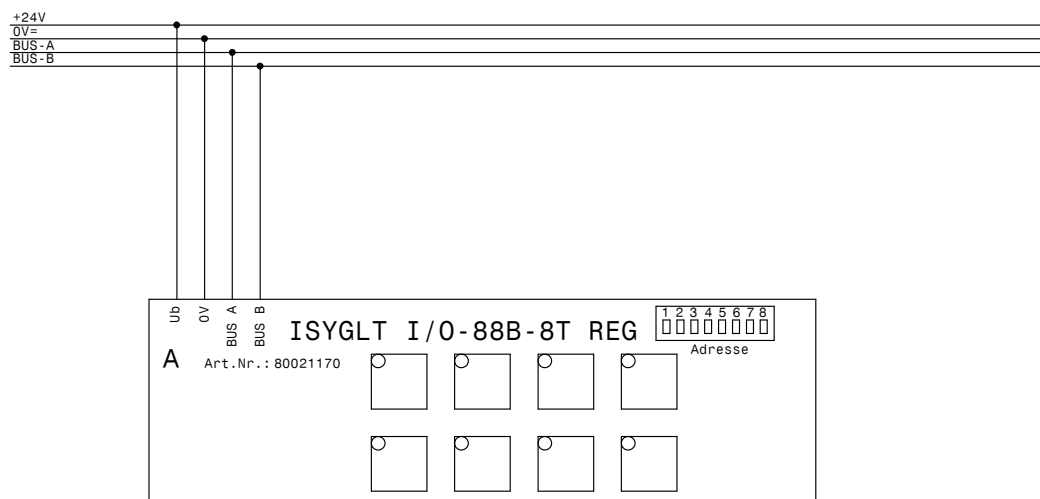 +24V
0V=
BUS-A
BUS-B
Ub
0V
BUS A
BUS B
ISYGLT I/O-88B-8T REG
1 2 3 4 5 6 7 8
Adresse
A
Art.Nr.: 80021170